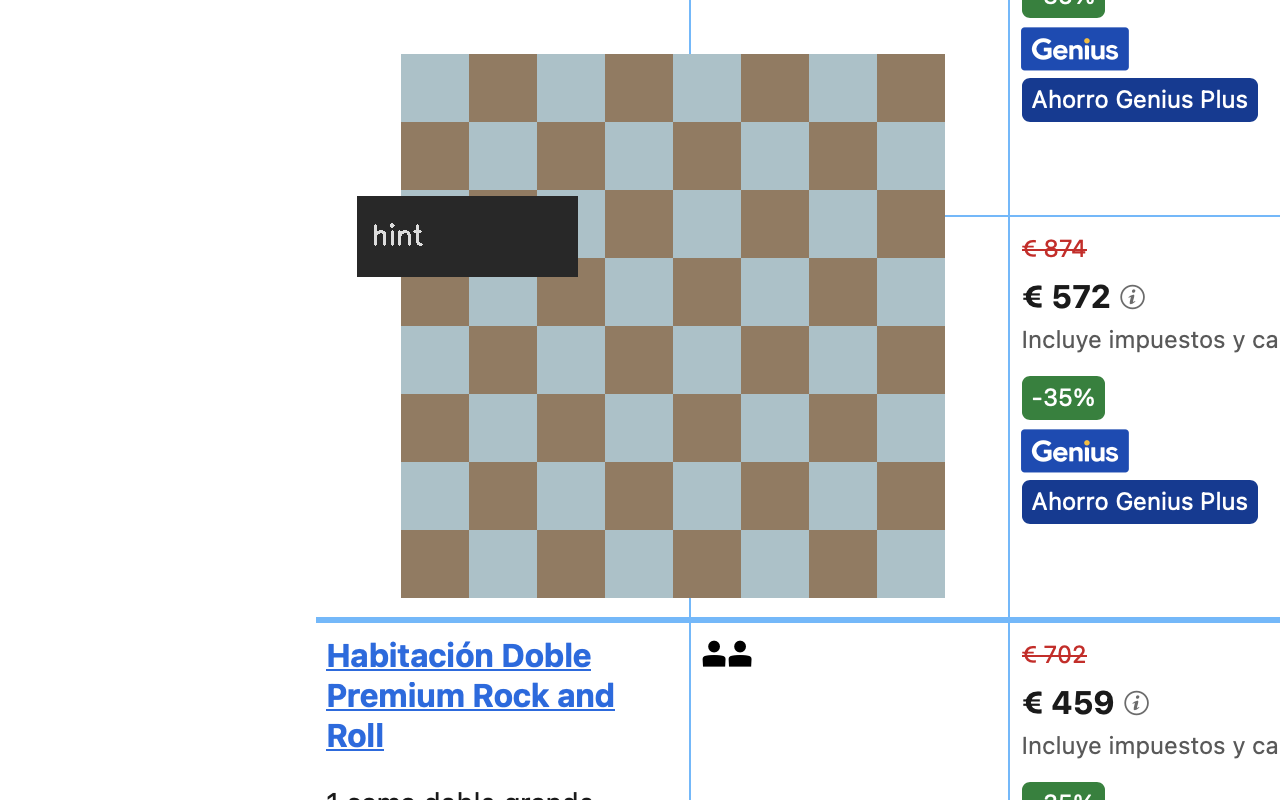 Genius
Ahorro Genius Plus
hint
€ 874
€ 572
Incluye impuestos y ca
-35%
Genius
Ahorro Genius Plus
Habitación Doble
Premium Rock and
Roll
€ 702
€ 459
Incluye impuestos y ca